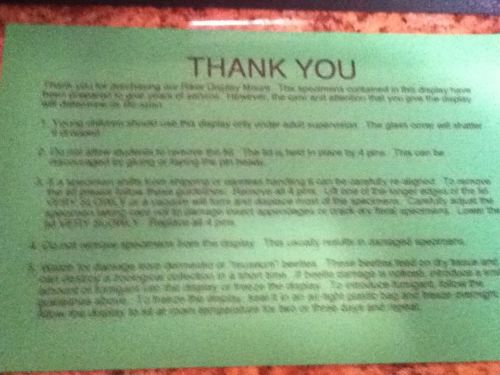 THANK YOU
Thank you for purchasing our Riker Display Mount. The specimens contained in this display have
been prepared to give years of service. However, the care and attention that you give the display
will determine its life span.
1. Young children should use this display only under adult supervision. The glass cover will shatter
if dropped.
2. Do not allow students to remove the lid. The lid is held in place by 4 pins. This can be
discouraged by gluing or taping the pin heads.
3. If a specimen shifts from shipping or careless handling it can be carefully re-aligned. To remove
the lid please follow these guidelines: Remove all 4 pins. Lift one of the longer edges of the lid
VERY SLOWLY or a vacuum will form and displace most of the specimens. Carefully adjust the
specimen taking care not to damage insect appendages or crack dry floral specimens. Lower the
lid VERY SLOWLY. Replace all 4 pins.
4. Do not remove specimens from the display. This usually results in damaged specimens.
5. Watch for damage from dermestid or "museum" beetles. These beetles feed on dry tissue and
can destroy a zoological collection in a short time. If beetle damage is noticed, introduce a small
amount of fumigant into the display or freeze the display. To introduce fumigant, follow the
guidelines above. To freeze the display, seal it in an air-tight plastic bag and freeze overnight.
Allow the display to sit at room temperature for two or three days and repeat.